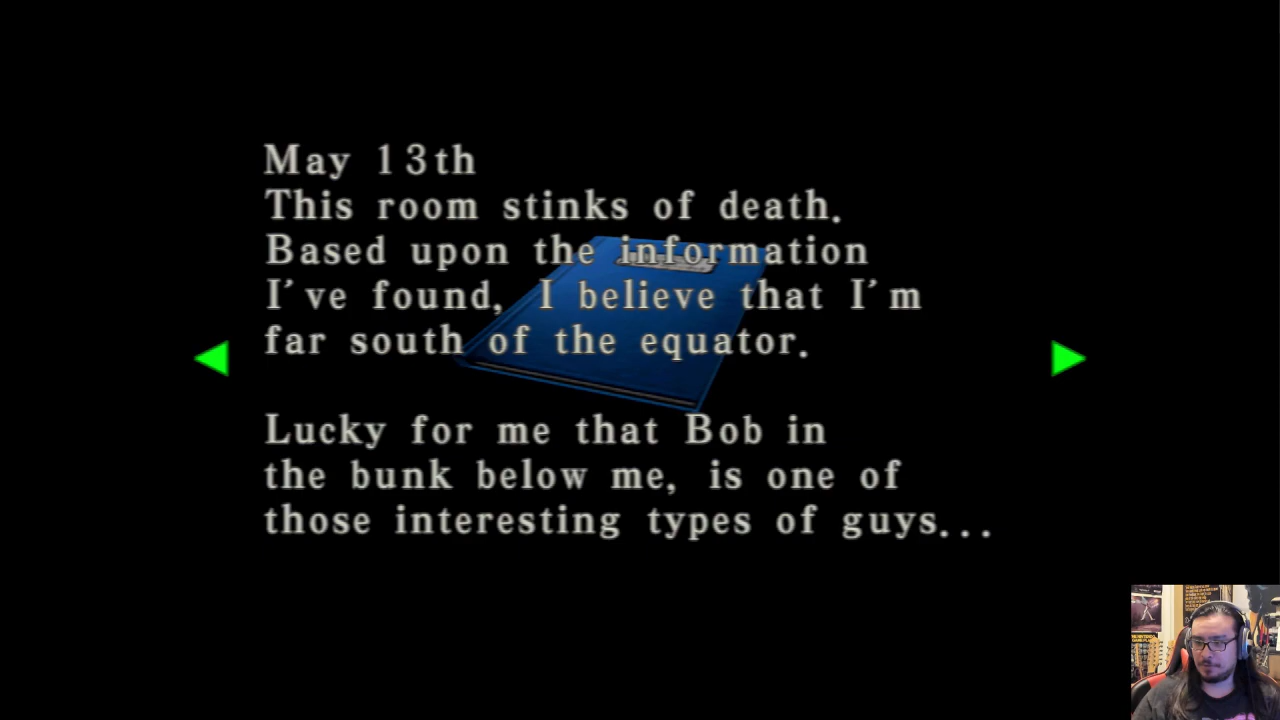 May 13th
This room stinks of death.
Based upon the information
I've found, I believe that I'm
far south of the equator.
Lucky for me that Bob in
the bunk below me, is one of
those interesting types of guys...